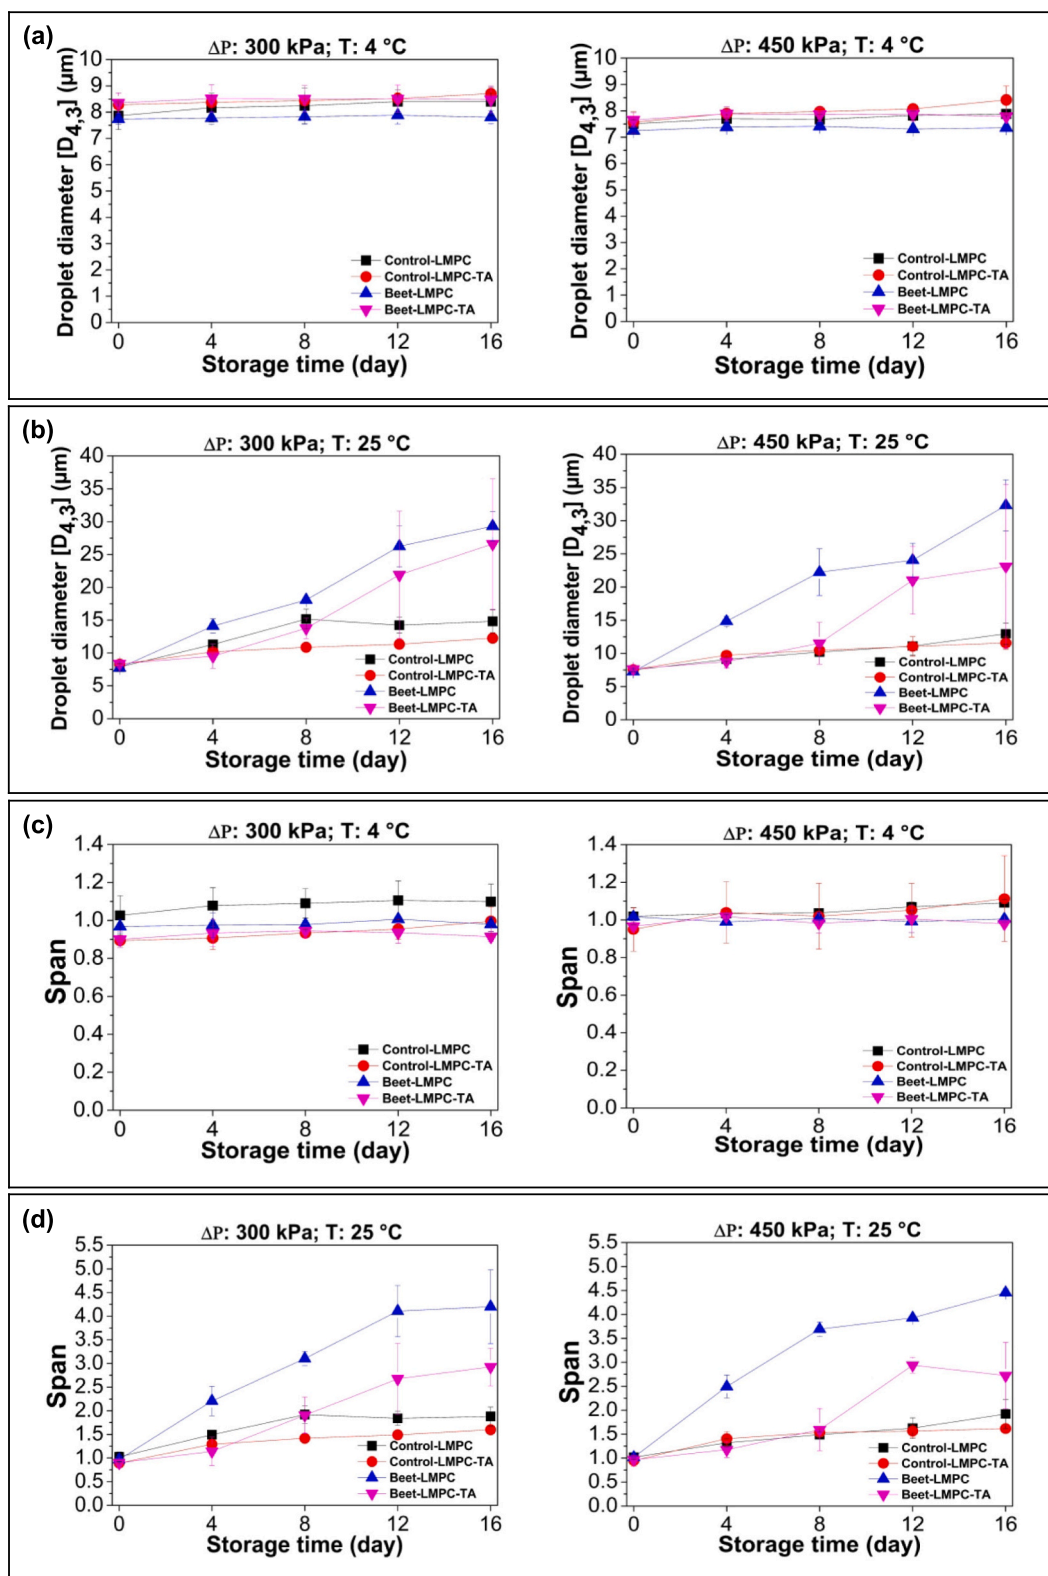 (a)
ΔP: 300 kPa; T: 4 °C
Droplet diameter [D4,3] (µm)
10
9
8
7
6
5
4
3
2
1
0
Control-LMPC
Control-LMPC-TA
Beet-LMPC
Beet-LMPC-TA
0 4 8 12 16
Storage time (day)
ΔP: 450 kPa; T: 4 °C
Droplet diameter [D4,3] (µm)
10
9
8
7
6
5
4
3
2
1
0
Control-LMPC
Control-LMPC-TA
Beet-LMPC
Beet-LMPC-TA
0 4 8 12 16
Storage time (day)
(b)
ΔP: 300 kPa; T: 25 °C
Droplet diameter [D4,3] (µm)
40
35
30
25
20
15
10
5
0
Control-LMPC
Control-LMPC-TA
Beet-LMPC
Beet-LMPC-TA
0 4 8 12 16
Storage time (day)
ΔP: 450 kPa; T: 25 °C
Droplet diameter [D4,3] (µm)
40
35
30
25
20
15
10
5
0
Control-LMPC
Control-LMPC-TA
Beet-LMPC
Beet-LMPC-TA
0 4 8 12 16
Storage time (day)
(c)
ΔP: 300 kPa; T: 4 °C
Span
1.4
1.2
1.0
0.8
0.6
0.4
0.2
0.0
Control-LMPC
Control-LMPC-TA
Beet-LMPC
Beet-LMPC-TA
0 4 8 12 16
Storage time (day)
ΔP: 450 kPa; T: 4 °C
Span
1.4
1.2
1.0
0.8
0.6
0.4
0.2
0.0
Control-LMPC
Control-LMPC-TA
Beet-LMPC
Beet-LMPC-TA
0 4 8 12 16
Storage time (day)
(d)
ΔP: 300 kPa; T: 25 °C
Span
5.5
5.0
4.5
4.0
3.5
3.0
2.5
2.0
1.5
1.0
0.5
0.0
Control-LMPC
Control-LMPC-TA
Beet-LMPC
Beet-LMPC-TA
0 4 8 12 16
Storage time (day)
ΔP: 450 kPa; T: 25 °C
Span
5.5
5.0
4.5
4.0
3.5
3.0
2.5
2.0
1.5
1.0
0.5
0.0
Control-LMPC
Control-LMPC-TA
Beet-LMPC
Beet-LMPC-TA
0 4 8 12 16
Storage time (day)